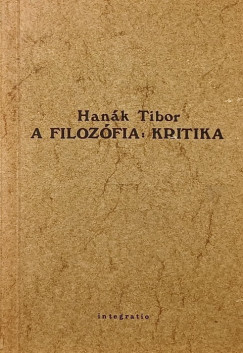 Hanák Tibor
A FILOZÓFIA: KRITIKA
integratio